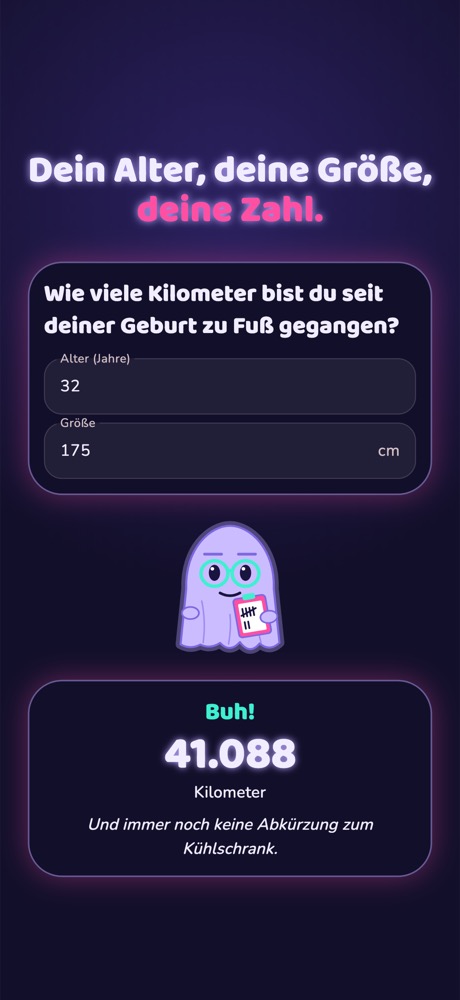 Dein Alter, deine Größe,
deine Zahl.
Wie viele Kilometer bist du seit
deiner Geburt zu Fuß gegangen?
Alter (Jahre)
32
Größe
175 cm
Buh!
41.088
Kilometer
Und immer noch keine Abkürzung zum
Kühlschrank.